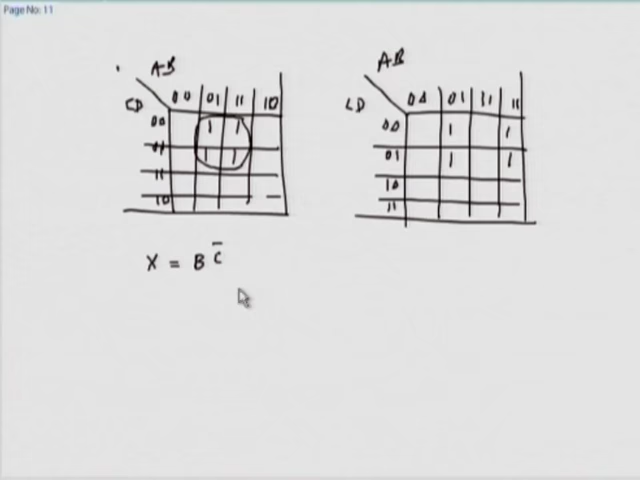 Page No: 11
AB
CD 00 01 11 10
00 1 1
01 1 1
11
10
X = B C̅
AB
CD 00 01 11
00 1 1
01 1 1
10
11